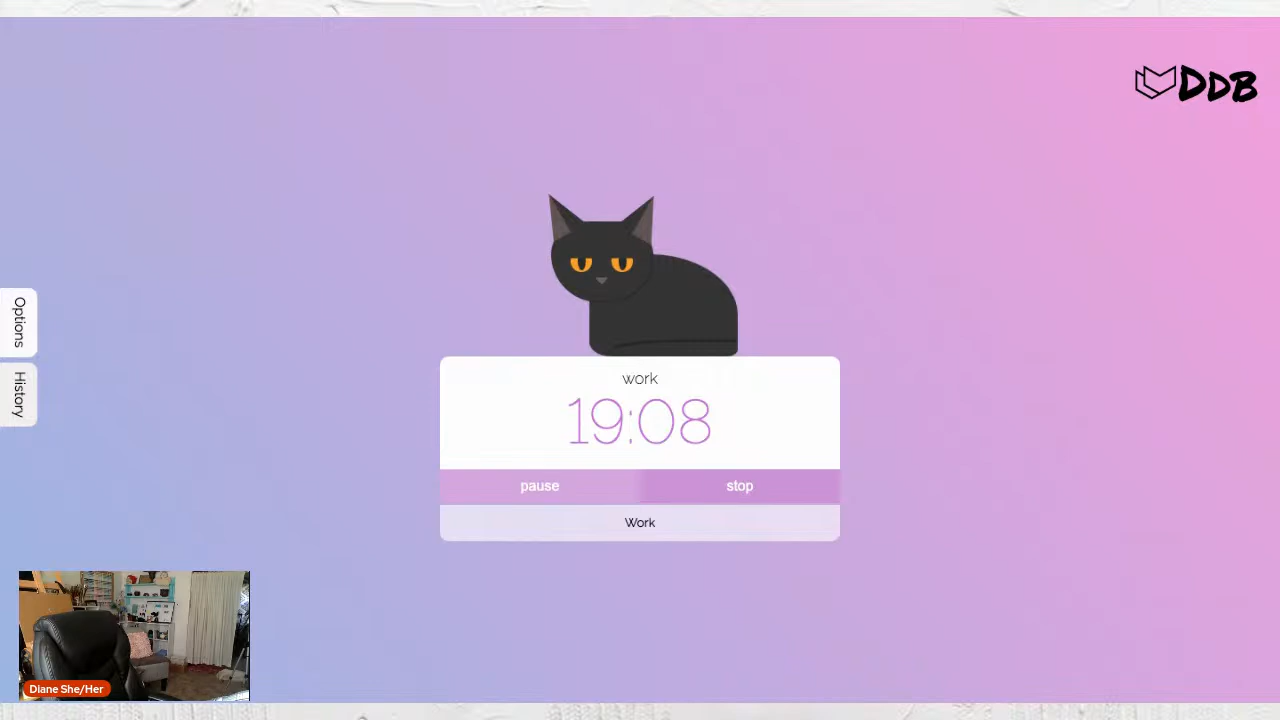 DDB
Options
History
work
19:08
pause
stop
Work
Diane She/Her